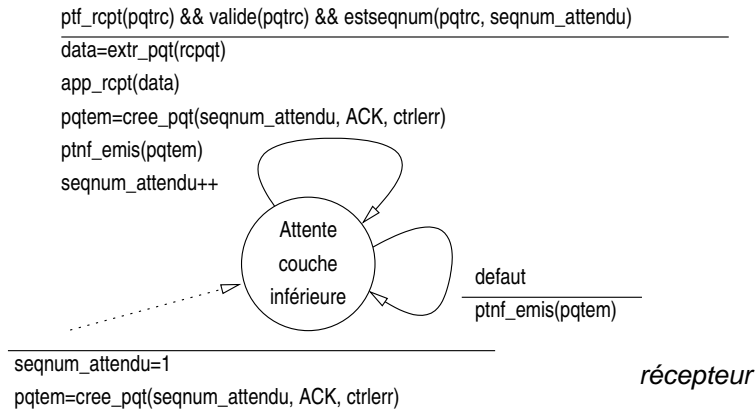 ptf_rcpt(pqtrc) && valide(pqtrc) && estseqnum(pqtrc, seqnum_attendu)
data=extr_pqt(rcpqt)
app_rcpt(data)
pqtem=cree_pqt(seqnum_attendu, ACK, ctrlerr)
ptnf_emis(pqtem)
seqnum_attendu++
Attente
couche
inférieure
defaut
ptnf_emis(pqtem)
seqnum_attendu=1
pqtem=cree_pqt(seqnum_attendu, ACK, ctrlerr)
récepteur